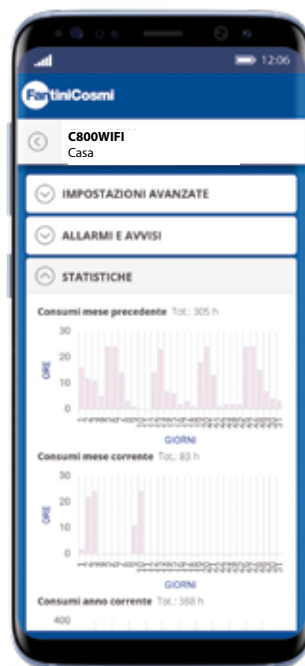 12:06
FantiniCosmi
C800WIFI
Casa
IMPOSTAZIONI AVANZATE
ALLARMI E AVVISI
STATISTICHE
Consumi mese precedente Tot.: 305 h
30
20
10
0
ORE
GIORNI
Consumi mese corrente Tot.: 83 h
30
20
10
0
ORE
GIORNI
Consumi anno corrente Tot.: 388 h
400